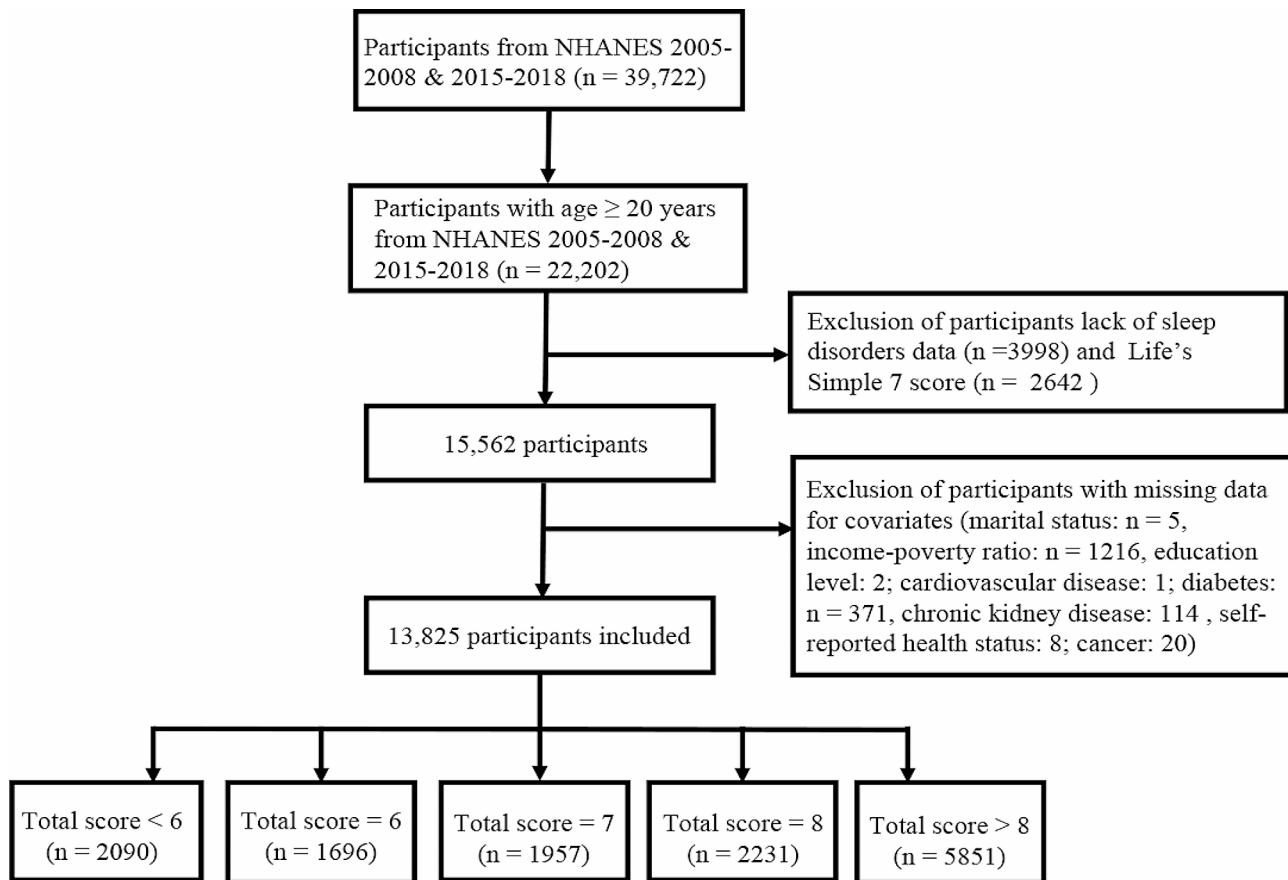 Participants from NHANES 2005-
2008 & 2015-2018 (n = 39,722)
Participants with age ≥ 20 years
from NHANES 2005-2008 &
2015-2018 (n = 22,202)
Exclusion of participants lack of sleep
disorders data (n =3998) and Life’s
Simple 7 score (n = 2642 )
15,562 participants
Exclusion of participants with missing data
for covariates (marital status: n = 5,
income-poverty ratio: n = 1216, education
level: 2; cardiovascular disease: 1; diabetes:
n = 371, chronic kidney disease: 114 , self-
reported health status: 8; cancer: 20)
13,825 participants included
Total score < 6
(n = 2090)
Total score = 6
(n = 1696)
Total score = 7
(n = 1957)
Total score = 8
(n = 2231)
Total score > 8
(n = 5851)